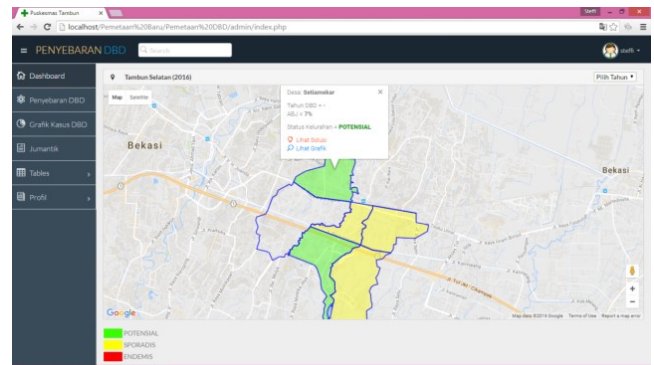 Puskesmas Tambun
Steffi
localhost/Pemetaan%20Baru/Pemetaan%20DBD/admin/index.php
PENYEBARAN DBD
Search
steffi
Dashboard
Penyebaran DBD
Grafik Kasus DBD
Jumantik
Tables
Profil
Tambun Selatan (2016)
Pilih Tahun
Map
Satellite
Desa: Setiamekar
Tahun DBD = -
ABJ = 7%
Status Kelurahan = POTENSIAL
Lihat Solusi
Lihat Grafik
Bekasi
Bekasi
Google
Map data ©2016 Google
Terms of Use
Report a map error
POTENSIAL
SPORADIS
ENDEMIS